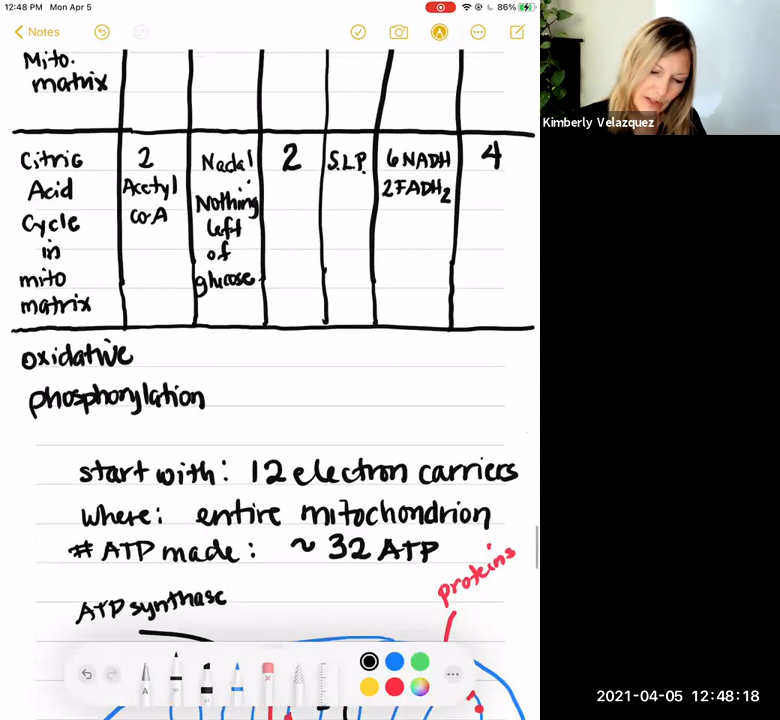 12:48 PM Mon Apr 5
86%
Notes
Kimberly Velazquez
Mito.
matrix
Citric
Acid
Cycle
in
mito
matrix
2
Acetyl
CoA
Nada!
Nothing
left
of
glucose
2
S.L.P.
6 NADH
2 FADH2
4
oxidative
phosphorylation
start with: 12 electron carriers
where: entire mitochondrion
# ATP made: ~ 32 ATP
proteins
ATP synthase
A
2021-04-05 12:48:18